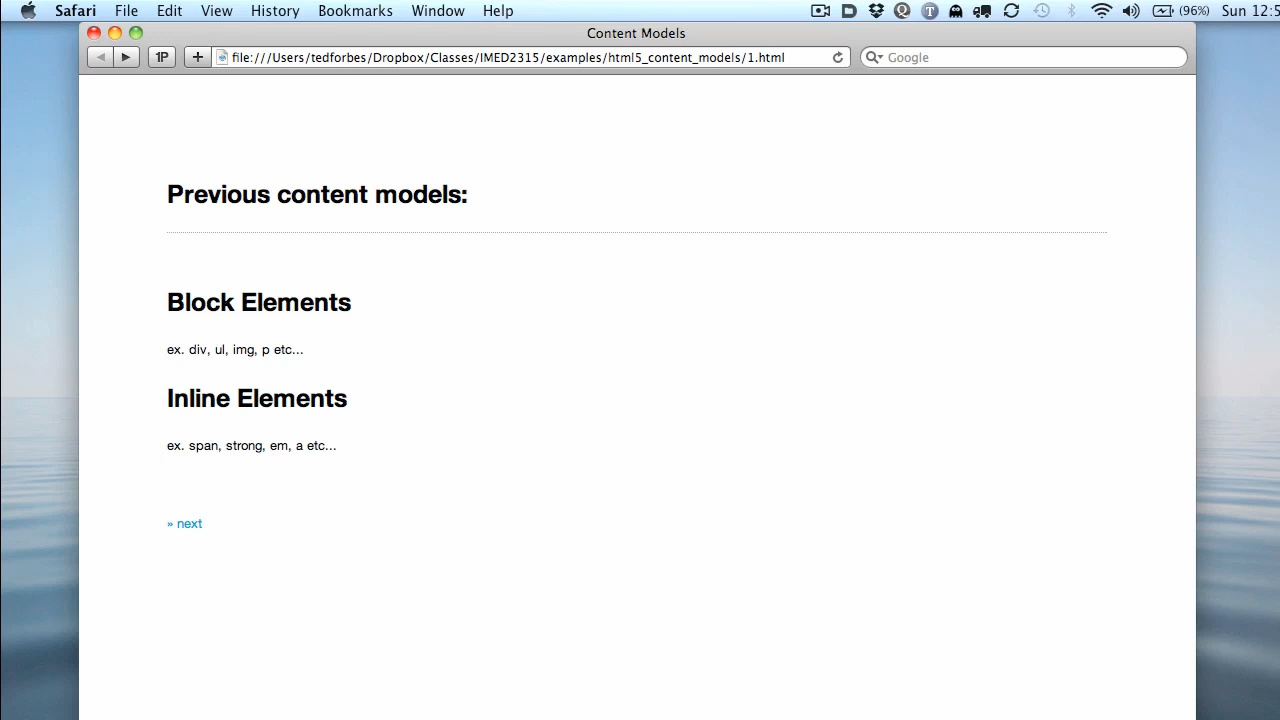 Safari File Edit View History Bookmarks Window Help (96%) Sun 12:5
Content Models
1P + file:///Users/tedforbes/Dropbox/Classes/IMED2315/examples/html5_content_models/1.html Google
Previous content models:
Block Elements
ex. div, ul, img, p etc...
Inline Elements
ex. span, strong, em, a etc...
» next